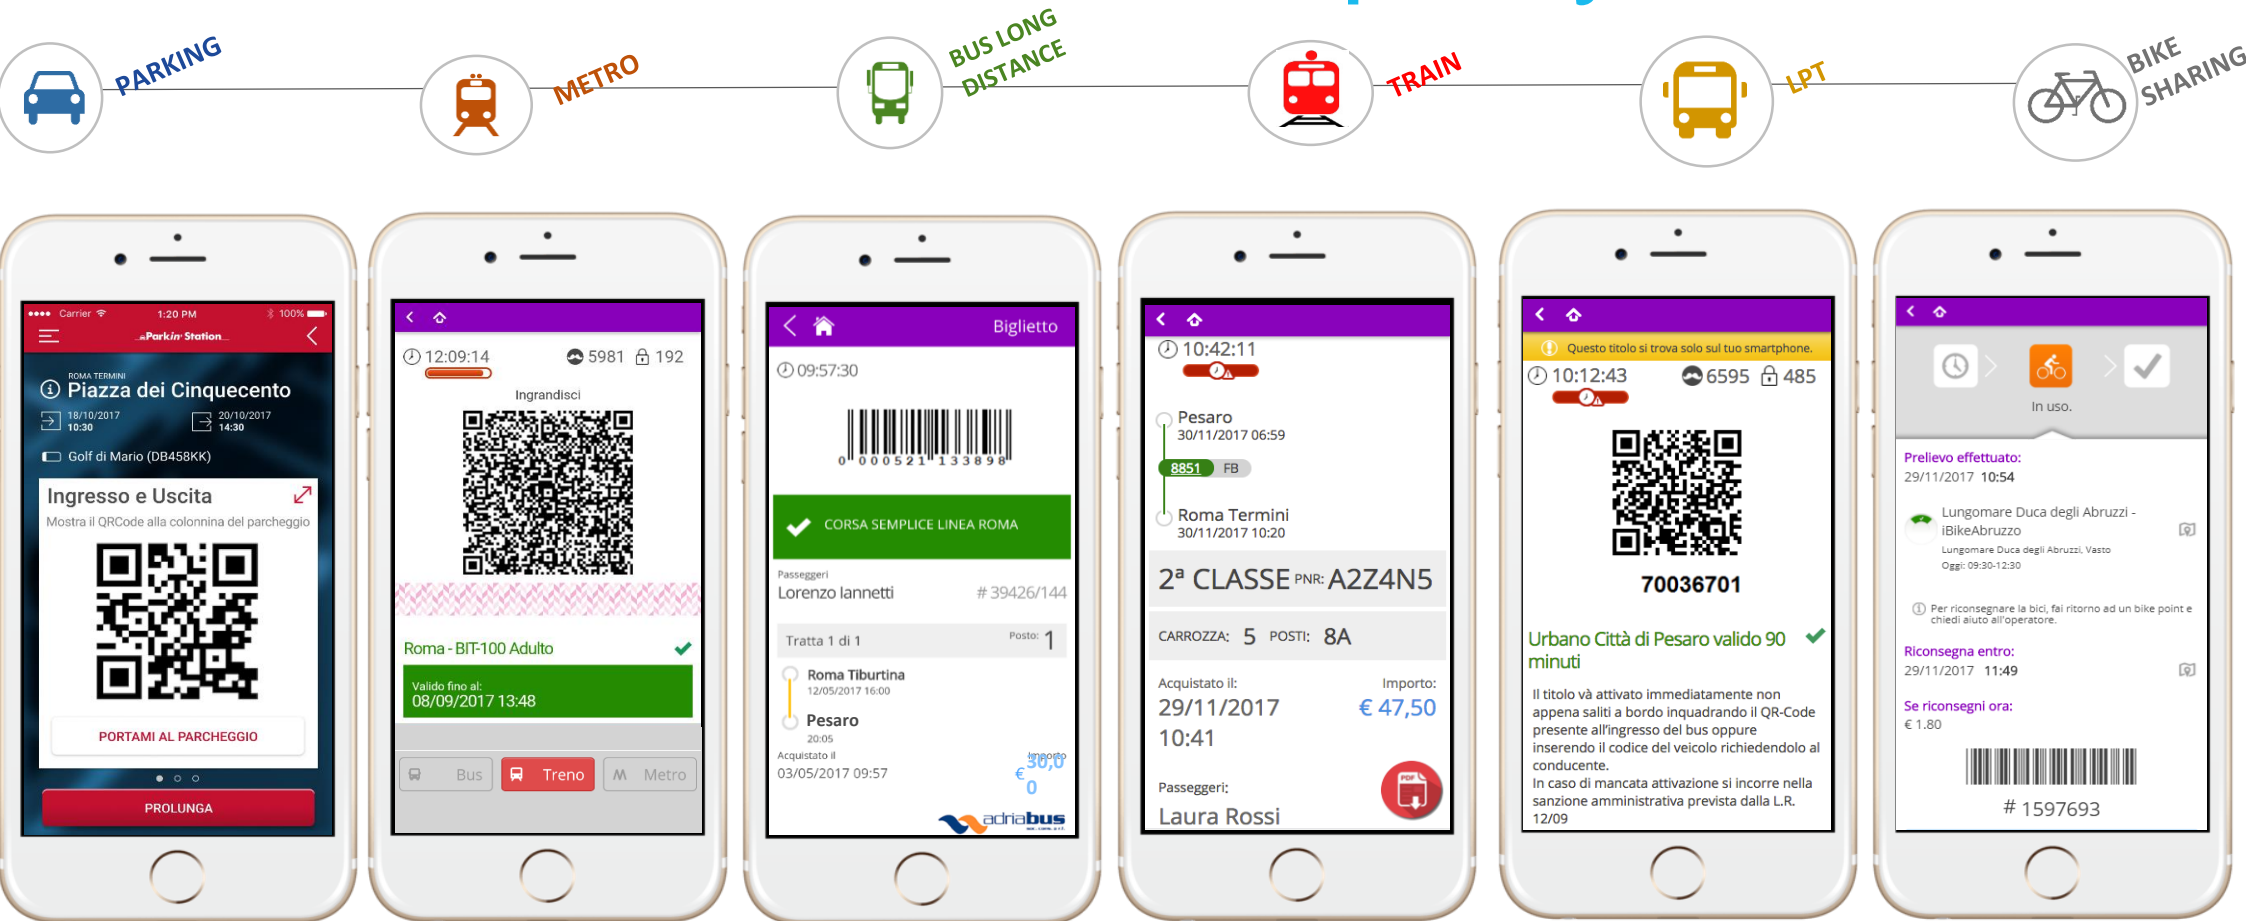 PARKING
METRO
BUS LONG
DISTANCE
TRAIN
LPT
BIKE
SHARING
Carrier
1:20 PM
100%
Parkin' Station
ROMA TERMINI
Piazza dei Cinquecento
18/10/2017
10:30
20/10/2017
14:30
Golf di Mario (DB458KK)
Ingresso e Uscita
Mostra il QRCode alla colonnina del parcheggio
PORTAMI AL PARCHEGGIO
PROLUNGA
12:09:14
5981
192
Ingrandisci
Roma - BIT-100 Adulto
Valido fino al:
08/09/2017 13:48
Bus
Treno
Metro
Biglietto
09:57:30
0 000521 133898
CORSA SEMPLICE LINEA ROMA
Passeggeri
Lorenzo Iannetti
# 39426/144
Tratta 1 di 1
Posto: 1
Roma Tiburtina
12/05/2017 16:00
Pesaro
20:05
Acquistato il
Importo
03/05/2017 09:57
€ 30,0
0
adriabus
10:42:11
Pesaro
30/11/2017 06:59
8851 FB
Roma Termini
30/11/2017 10:20
2ª CLASSE PNR: A2Z4N5
CARROZZA: 5 POSTI: 8A
Acquistato il:
Importo:
29/11/2017
€ 47,50
10:41
PDF
Passeggeri:
Laura Rossi
Questo titolo si trova solo sul tuo smartphone.
10:12:43
6595
485
70036701
Urbano Città di Pesaro valido 90
minuti
Il titolo và attivato immediatamente non
appena saliti a bordo inquadrando il QR-Code
presente all'ingresso del bus oppure
inserendo il codice del veicolo richiedendolo al
conducente.
In caso di mancata attivazione si incorre nella
sanzione amministrativa prevista dalla L.R.
12/09
In uso.
Prelievo effettuato:
29/11/2017 10:54
Lungomare Duca degli Abruzzi -
iBikeAbruzzo
Lungomare Duca degli Abruzzi, Vasto
Oggi: 09:30-12:30
Per riconsegnare la bici, fai ritorno ad un bike point e
chiedi aiuto all'operatore.
Riconsegna entro:
29/11/2017 11:49
Se riconsegni ora:
€ 1.80
# 1597693